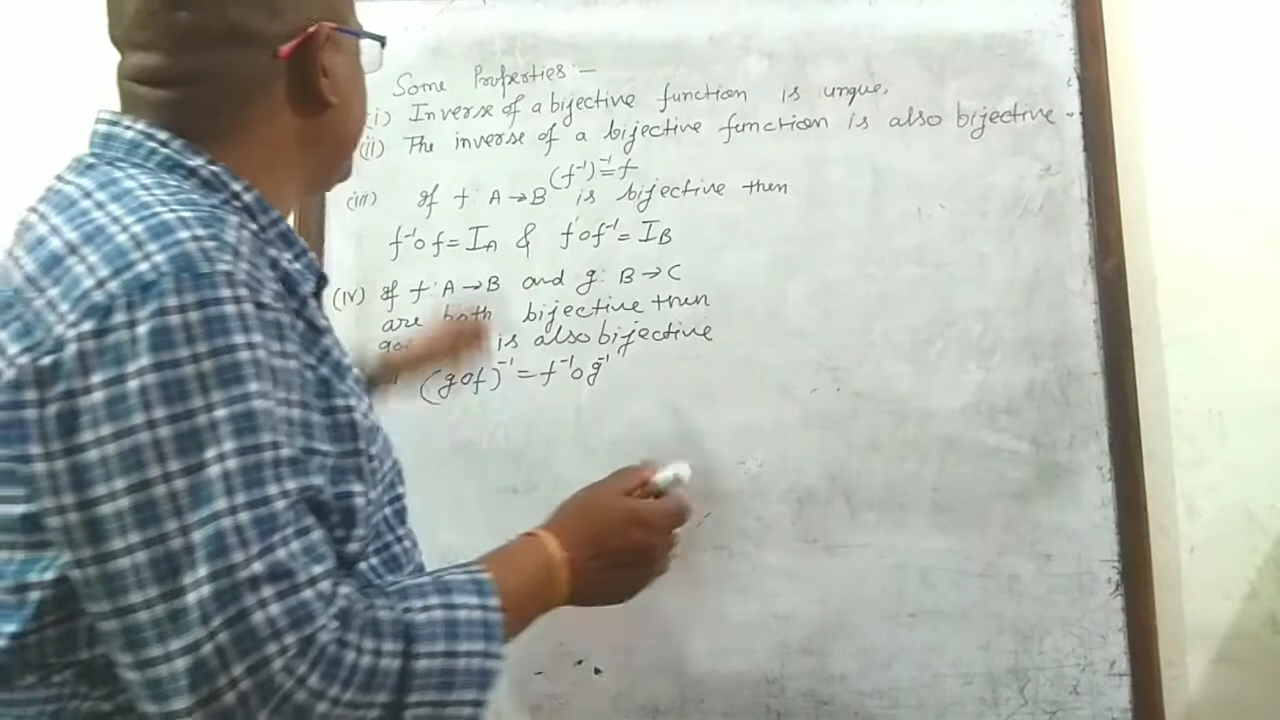 Some Properties :-
(i) Inverse of a bijective function is unque.
(ii) The inverse of a bijective function is also bijective.
(f⁻¹)⁻¹=f
(iii) If f: A→B is bijective then
f⁻¹of=I_A & fof⁻¹=I_B
(iv) If f: A→B and g: B→C
are both bijective then
is also bijective
(gof)⁻¹=f⁻¹og⁻¹